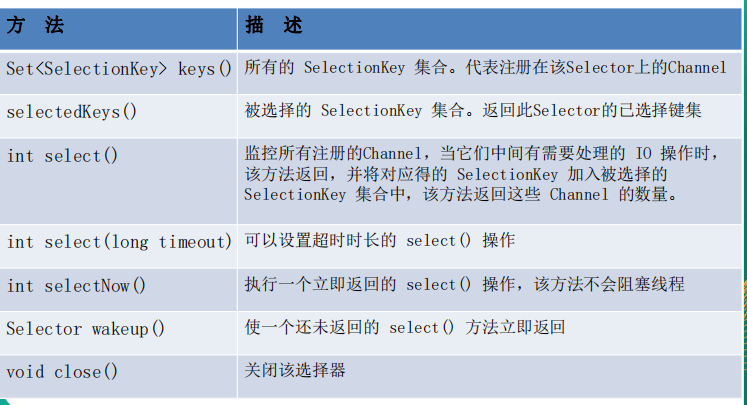 方 法
描 述
Set<SelectionKey> keys()
所有的 SelectionKey 集合。代表注册在该Selector上的Channel
selectedKeys()
被选择的 SelectionKey 集合。返回此Selector的已选择键集
int select()
监控所有注册的Channel，当它们中间有需要处理的 IO 操作时，
该方法返回，并将对应得的 SelectionKey 加入被选择的
SelectionKey 集合中，该方法返回这些 Channel 的数量。
int select(long timeout)
可以设置超时时长的 select() 操作
int selectNow()
执行一个立即返回的 select() 操作，该方法不会阻塞线程
Selector wakeup()
使一个还未返回的 select() 方法立即返回
void close()
关闭该选择器